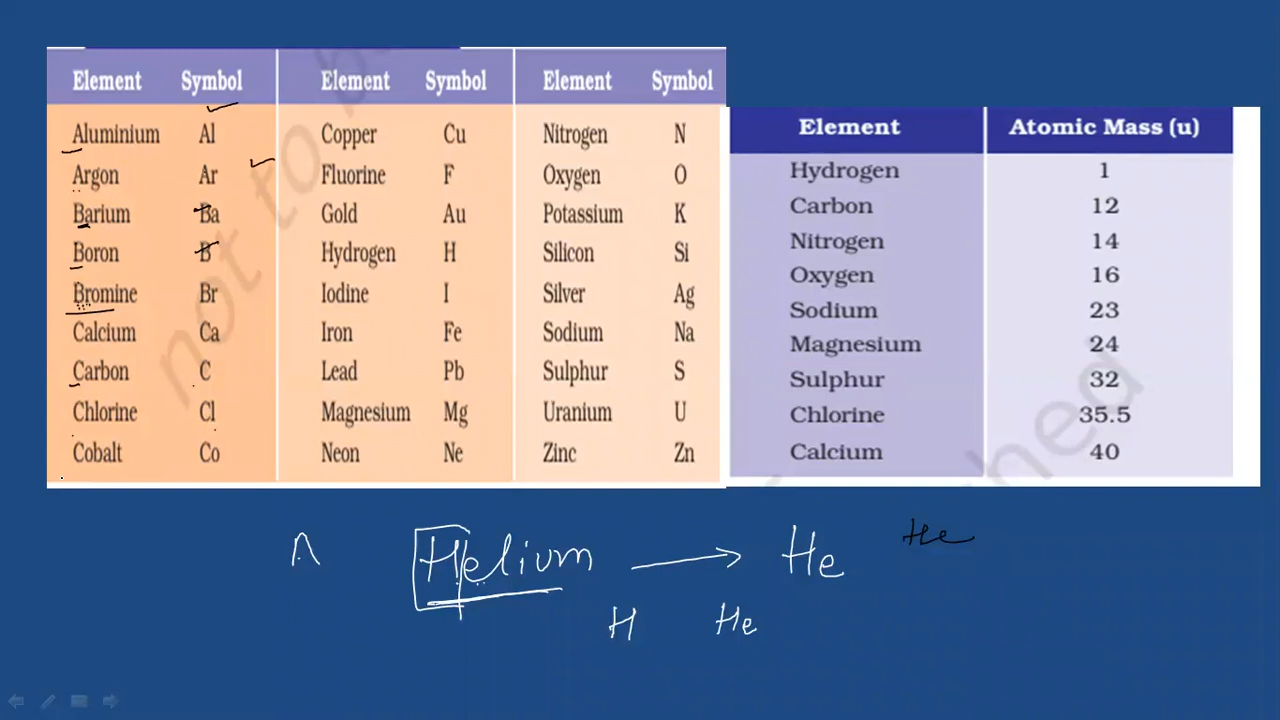 Element Symbol Element Symbol Element Symbol
Aluminium Al Copper Cu Nitrogen N
Argon Ar Fluorine F Oxygen O
Barium Ba Gold Au Potassium K
Boron B Hydrogen H Silicon Si
Bromine Br Iodine I Silver Ag
Calcium Ca Iron Fe Sodium Na
Carbon C Lead Pb Sulphur S
Chlorine Cl Magnesium Mg Uranium U
Cobalt Co Neon Ne Zinc Zn
not to b
Element Atomic Mass (u)
Hydrogen 1
Carbon 12
Nitrogen 14
Oxygen 16
Sodium 23
Magnesium 24
Sulphur 32
Chlorine 35.5
Calcium 40
hed
Helium → He He
H He